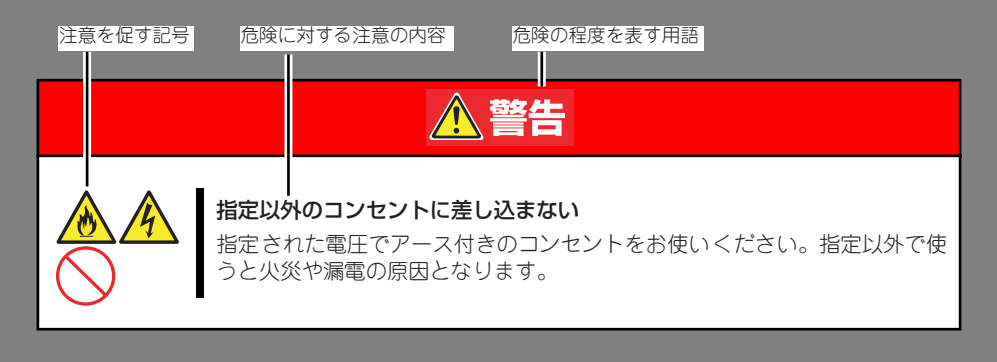 注意を促す記号
危険に対する注意の内容
危険の程度を表す用語
警告
指定以外のコンセントに差し込まない
指定された電圧でアース付きのコンセントをお使いください。指定以外で使
うと火災や漏電の原因となります。